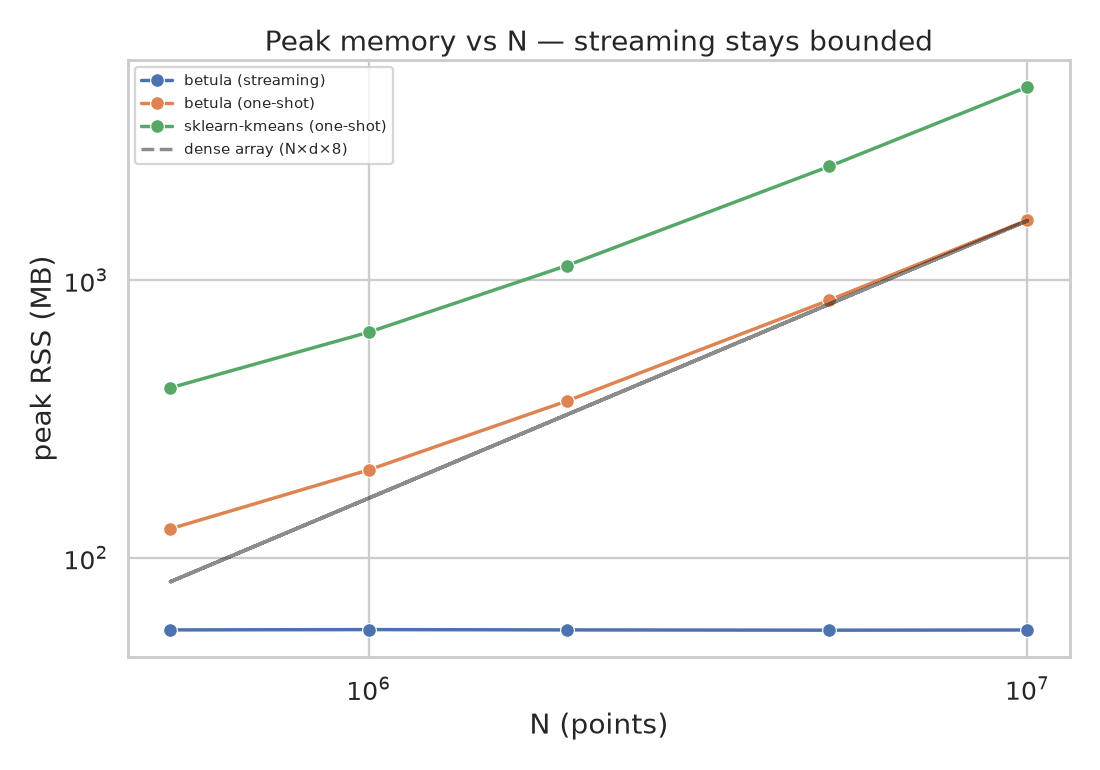 Peak memory vs N — streaming stays bounded
betula (streaming)
betula (one-shot)
sklearn-kmeans (one-shot)
dense array (N×d×8)
peak RSS (MB)
10³
10²
10⁶
10⁷
N (points)